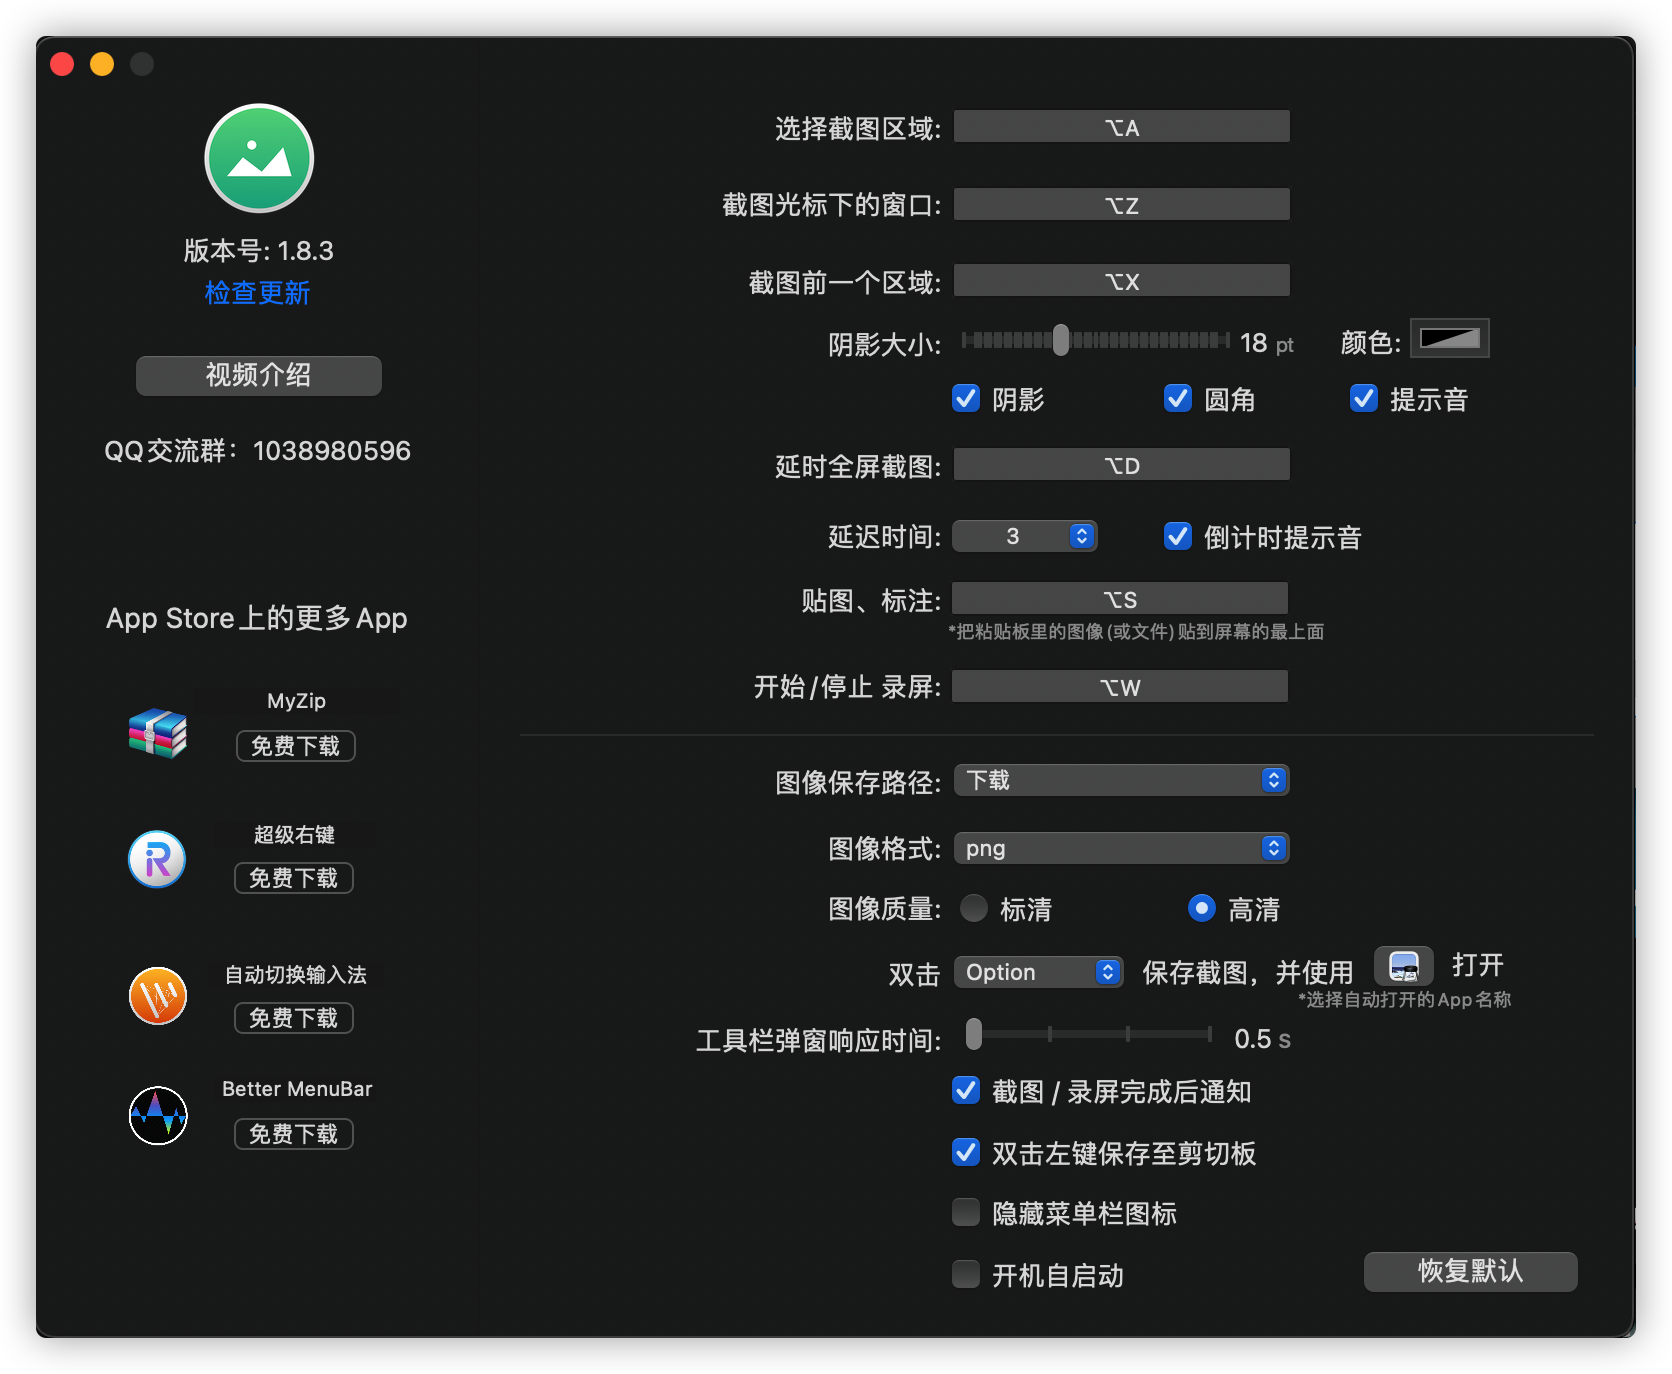 版本号: 1.8.3
检查更新
视频介绍
QQ交流群：1038980596
App Store上的更多App
MyZip
免费下载
超级右键
免费下载
自动切换输入法
免费下载
Better MenuBar
免费下载
选择截图区域: ⌥A
截图光标下的窗口: ⌥Z
截图前一个区域: ⌥X
阴影大小: 18 pt 颜色:
阴影 圆角 提示音
延时全屏截图: ⌥D
延迟时间: 3 倒计时提示音
贴图、标注: ⌥S
*把粘贴板里的图像(或文件)贴到屏幕的最上面
开始/停止 录屏: ⌥W
图像保存路径: 下载
图像格式: png
图像质量: 标清 高清
双击 Option 保存截图，并使用 打开
*选择自动打开的App名称
工具栏弹窗响应时间: 0.5 s
截图 / 录屏完成后通知
双击左键保存至剪切板
隐藏菜单栏图标
开机自启动
恢复默认